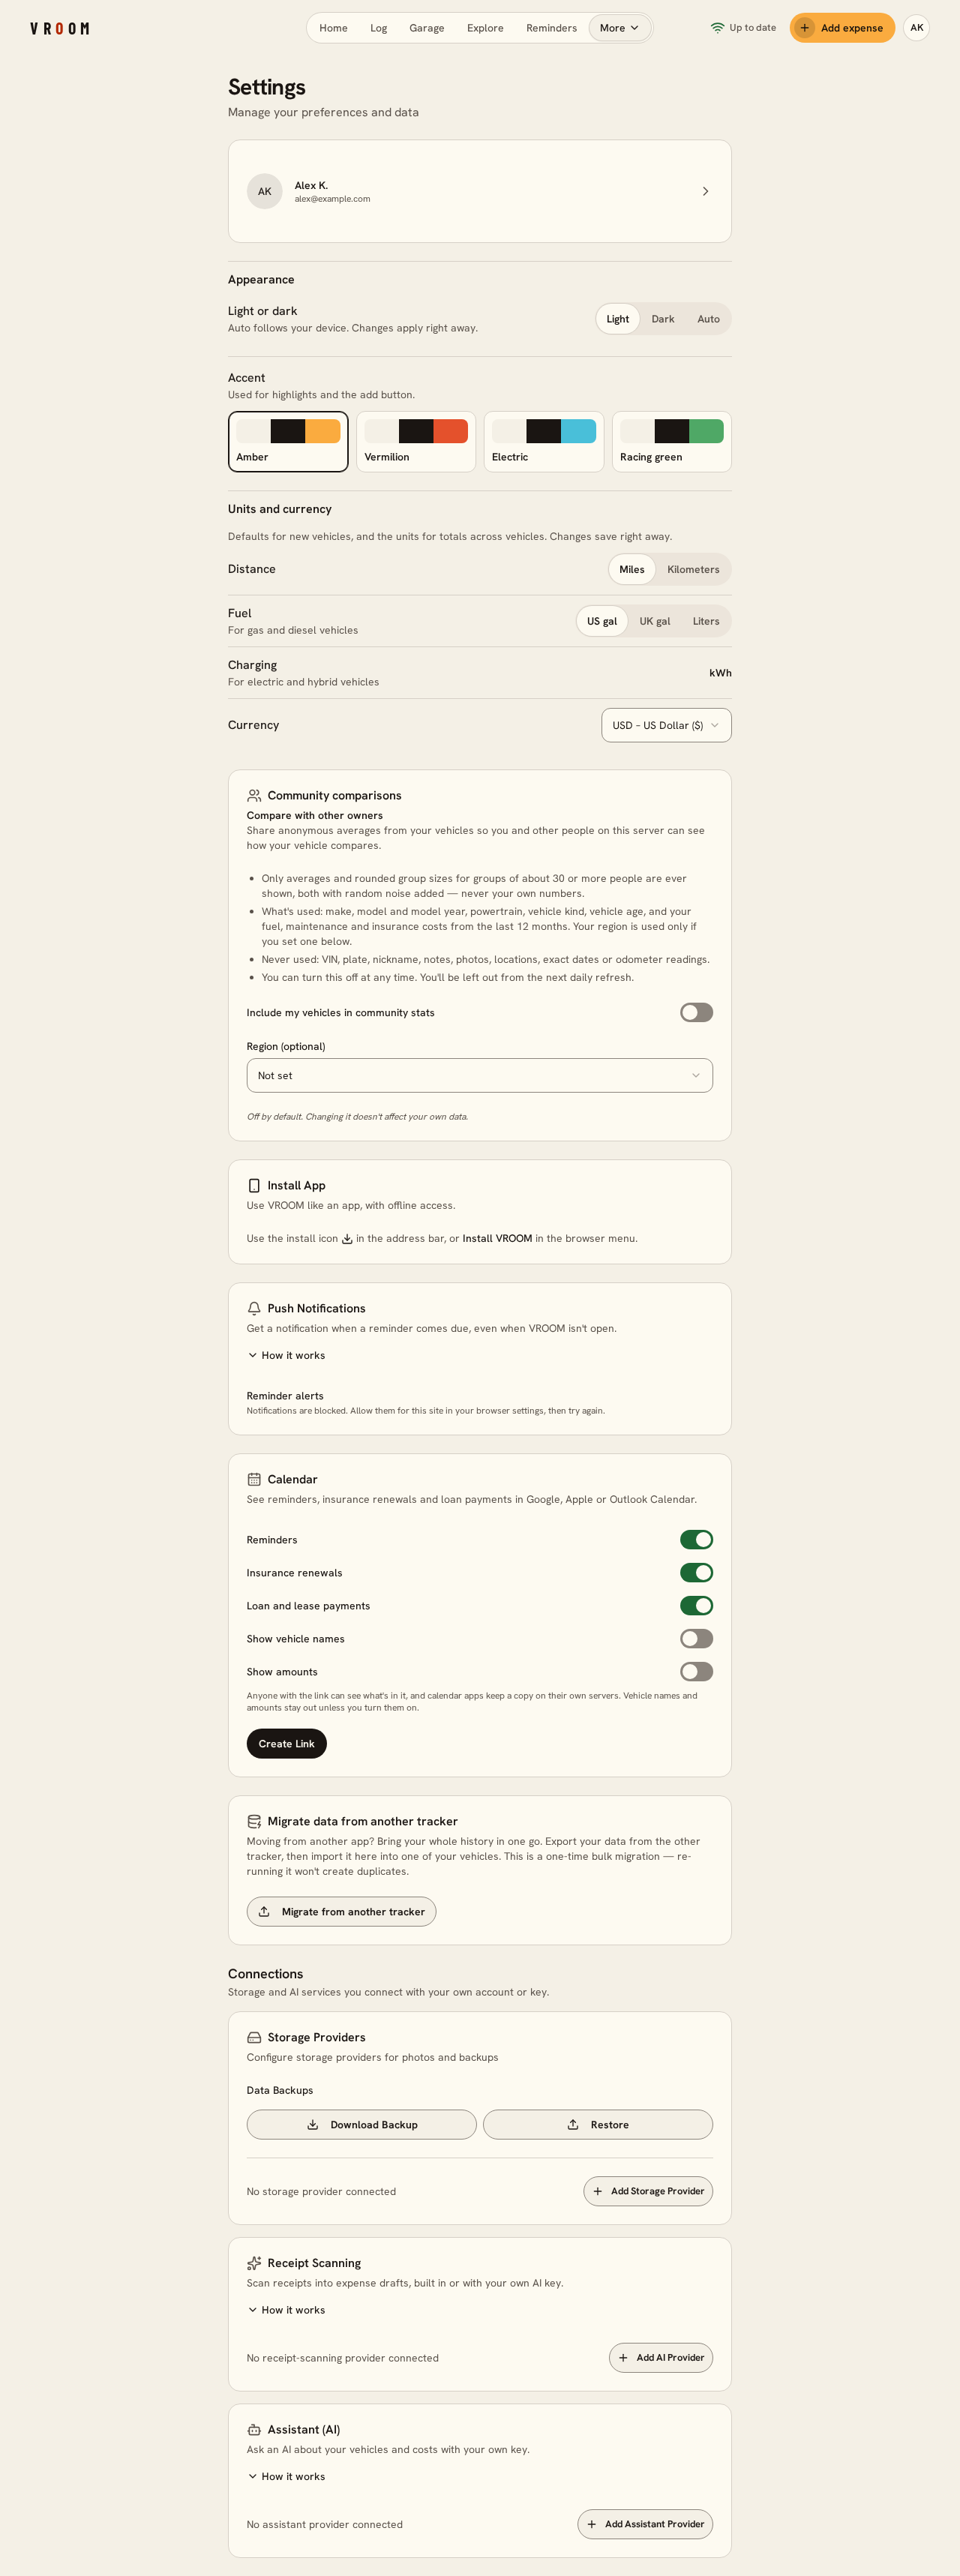 VROOM
Home Log Garage Explore Reminders More
Up to date
Add expense
AK
Settings
Manage your preferences and data
AK
Alex K.
alex@example.com
Appearance
Light or dark
Auto follows your device. Changes apply right away.
Light Dark Auto
Accent
Used for highlights and the add button.
Amber Vermilion Electric Racing green
Units and currency
Defaults for new vehicles, and the units for totals across vehicles. Changes save right away.
Distance
Miles Kilometers
Fuel
For gas and diesel vehicles
US gal UK gal Liters
Charging
For electric and hybrid vehicles
kWh
Currency
USD – US Dollar ($)
Community comparisons
Compare with other owners
Share anonymous averages from your vehicles so you and other people on this server can see
how your vehicle compares.
• Only averages and rounded group sizes for groups of about 30 or more people are ever
shown, both with random noise added — never your own numbers.
• What's used: make, model and model year, powertrain, vehicle kind, vehicle age, and your
fuel, maintenance and insurance costs from the last 12 months. Your region is used only if
you set one below.
• Never used: VIN, plate, nickname, notes, photos, locations, exact dates or odometer readings.
• You can turn this off at any time. You'll be left out from the next daily refresh.
Include my vehicles in community stats
Region (optional)
Not set
Off by default. Changing it doesn't affect your own data.
Install App
Use VROOM like an app, with offline access.
Use the install icon in the address bar, or Install VROOM in the browser menu.
Push Notifications
Get a notification when a reminder comes due, even when VROOM isn't open.
How it works
Reminder alerts
Notifications are blocked. Allow them for this site in your browser settings, then try again.
Calendar
See reminders, insurance renewals and loan payments in Google, Apple or Outlook Calendar.
Reminders
Insurance renewals
Loan and lease payments
Show vehicle names
Show amounts
Anyone with the link can see what's in it, and calendar apps keep a copy on their own servers. Vehicle names and
amounts stay out unless you turn them on.
Create Link
Migrate data from another tracker
Moving from another app? Bring your whole history in one go. Export your data from the other
tracker, then import it here into one of your vehicles. This is a one-time bulk migration — re-
running it won't create duplicates.
Migrate from another tracker
Connections
Storage and AI services you connect with your own account or key.
Storage Providers
Configure storage providers for photos and backups
Data Backups
Download Backup Restore
No storage provider connected
Add Storage Provider
Receipt Scanning
Scan receipts into expense drafts, built in or with your own AI key.
How it works
No receipt-scanning provider connected
Add AI Provider
Assistant (AI)
Ask an AI about your vehicles and costs with your own key.
How it works
No assistant provider connected
Add Assistant Provider